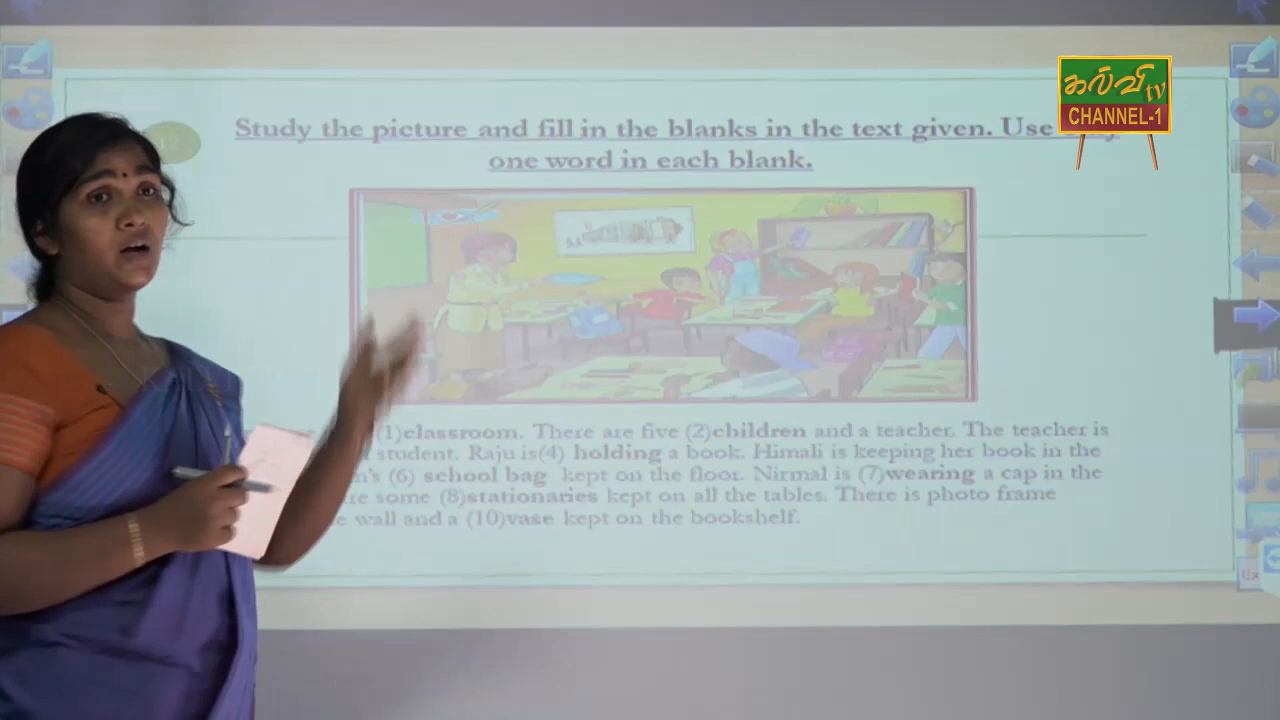 கல்வி tv
CHANNEL-1
Study the picture and fill in the blanks in the text given. Use
one word in each blank.
(1)classroom. There are five (2)children and a teacher. The teacher is
student. Raju is(4) holding a book. Himali is keeping her book in the
(6) school bag kept on the floor. Nirmal is (7)wearing a cap in the
some (8)stationaries kept on all the tables. There is photo frame
wall and a (10)vase kept on the bookshelf.